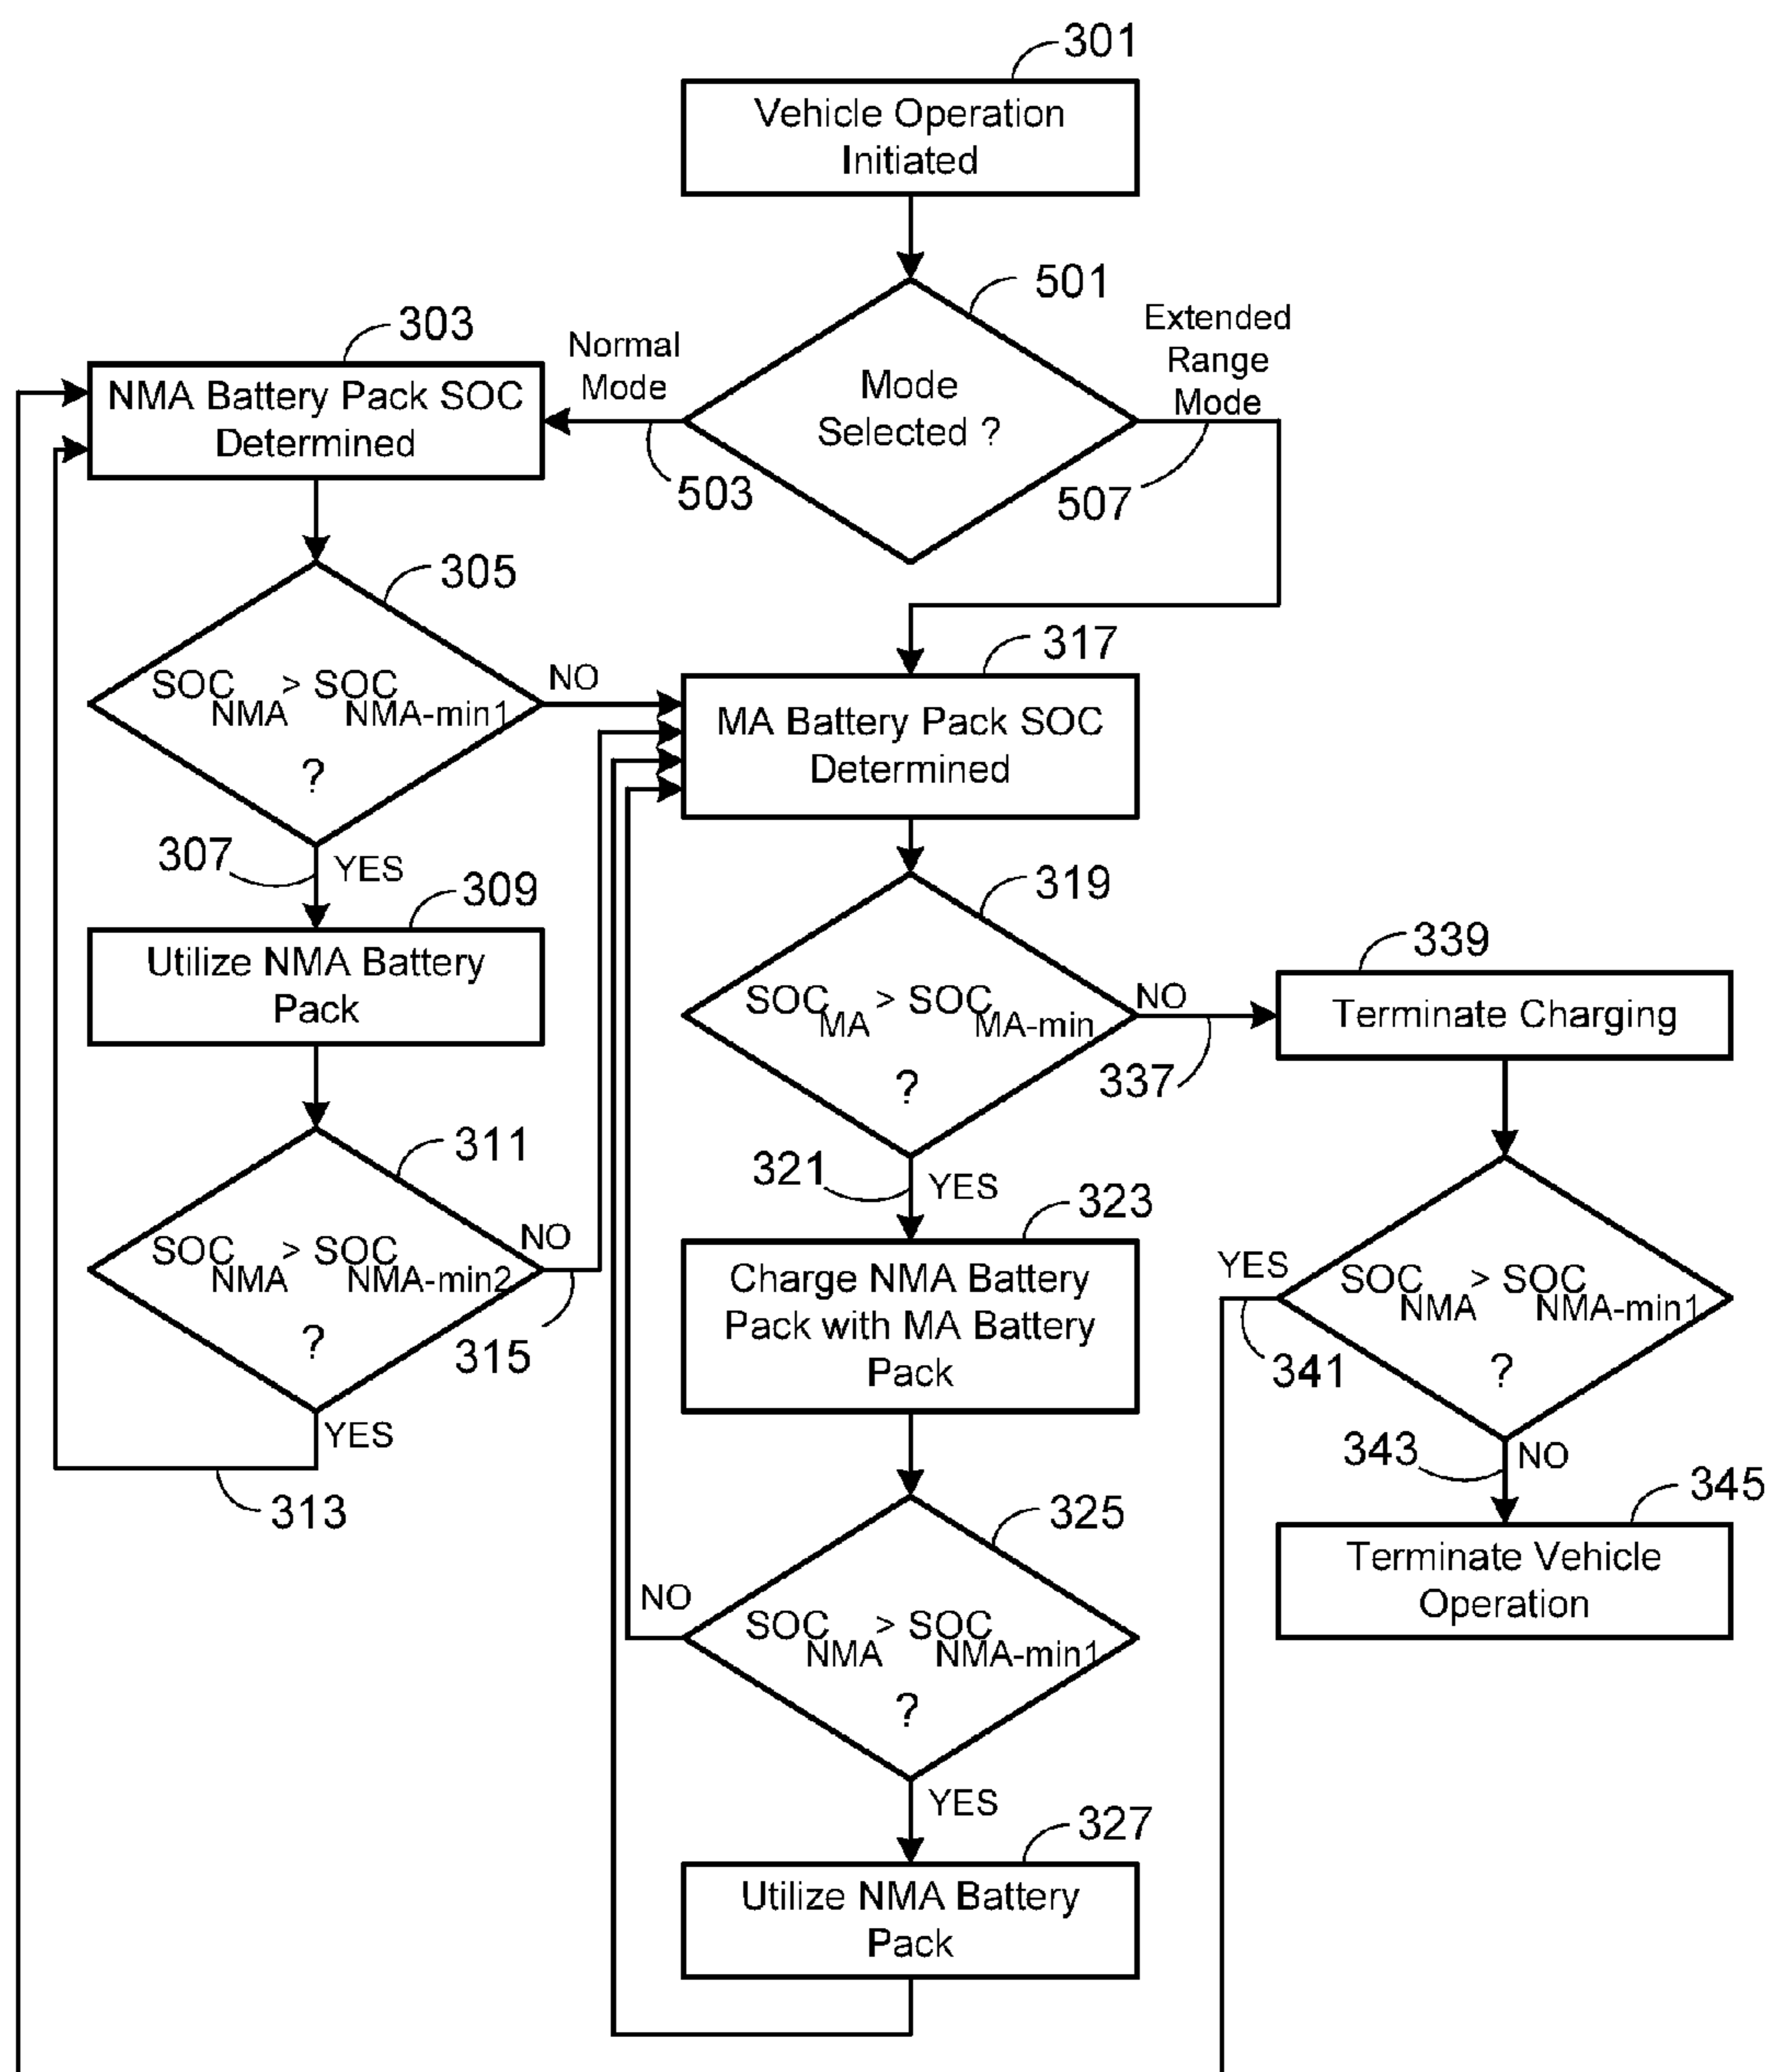 301
Vehicle Operation
Initiated
501
Mode
Selected ?
Normal
Mode
503
Extended
Range
Mode
507
303
NMA Battery Pack SOC
Determined
305
SOC NMA > SOC NMA-min1
?
NO
307
YES
309
Utilize NMA Battery
Pack
311
SOC NMA > SOC NMA-min2
?
NO
315
YES
313
317
MA Battery Pack SOC
Determined
319
SOC MA > SOC MA-min
?
NO
337
321
YES
323
Charge NMA Battery
Pack with MA Battery
Pack
325
SOC NMA > SOC NMA-min1
?
NO
YES
327
Utilize NMA Battery
Pack
339
Terminate Charging
SOC NMA > SOC NMA-min1
?
YES
341
343
NO
345
Terminate Vehicle
Operation